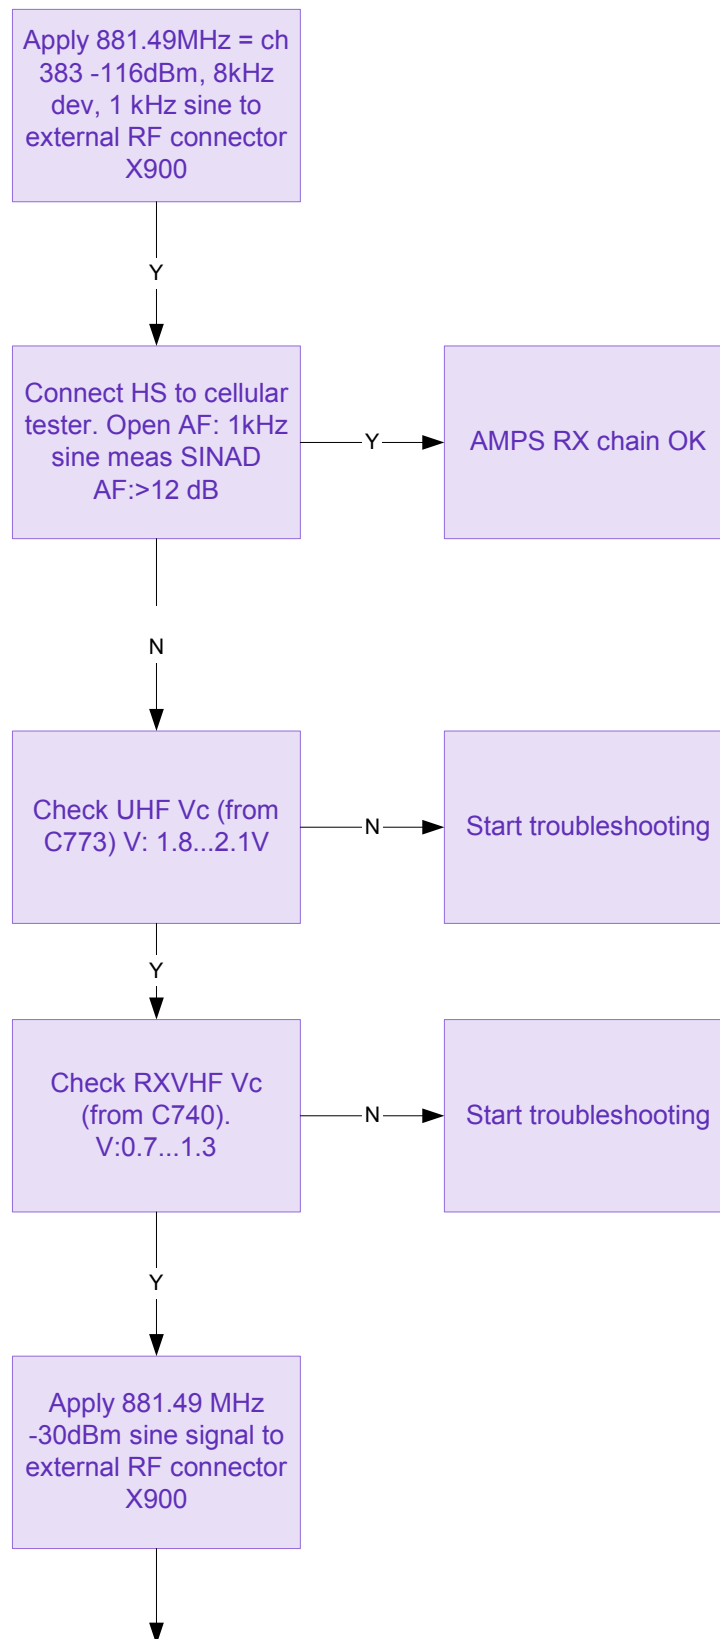 Apply 881.49MHz = ch
383 -116dBm, 8kHz
dev, 1 kHz sine to
external RF connector
X900
Y
Connect HS to cellular
tester. Open AF: 1kHz
sine meas SINAD
AF:>12 dB
Y
AMPS RX chain OK
N
Check UHF Vc (from
C773) V: 1.8...2.1V
N
Start troubleshooting
Y
Check RXVHF Vc
(from C740).
V:0.7...1.3
N
Start troubleshooting
Y
Apply 881.49 MHz
-30dBm sine signal to
external RF connector
X900